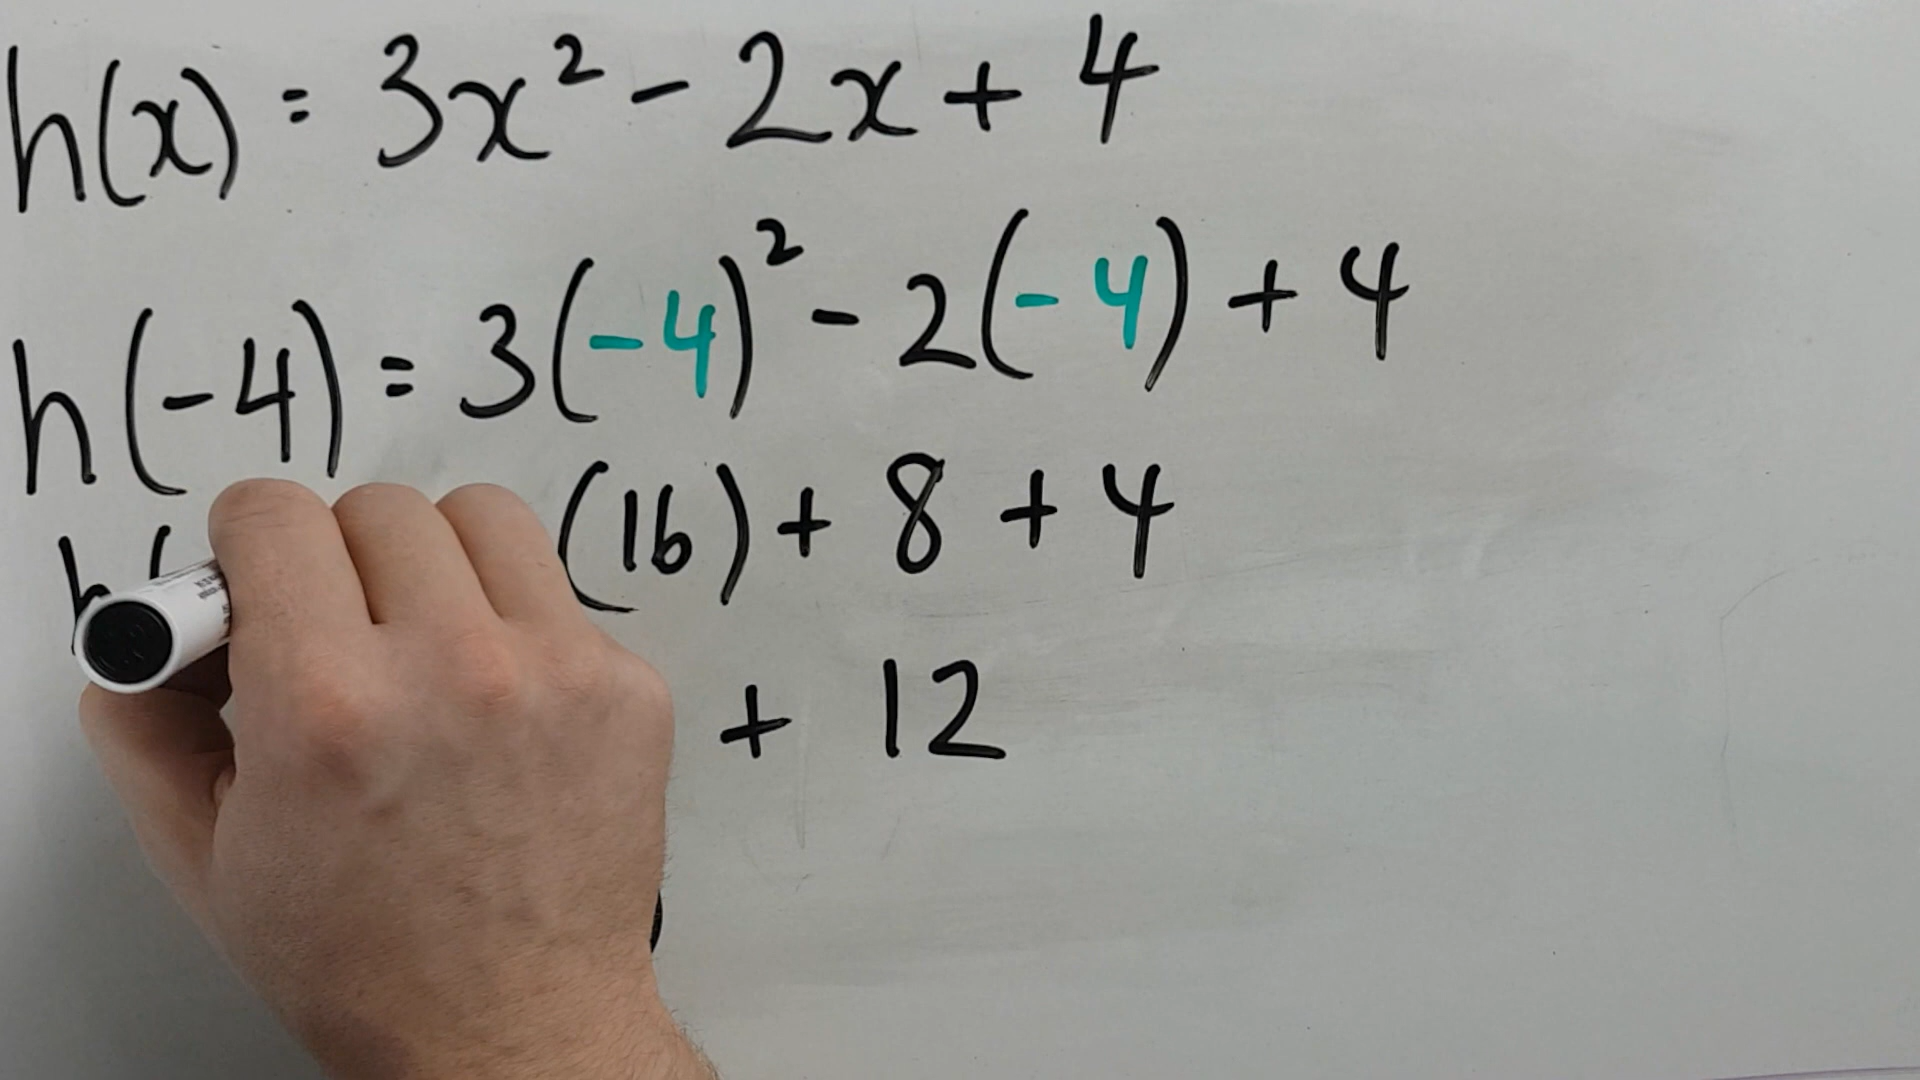 h(x) = 3x² - 2x + 4
h(-4) = 3(-4)² - 2(-4) + 4
h( (16) + 8 + 4
+ 12